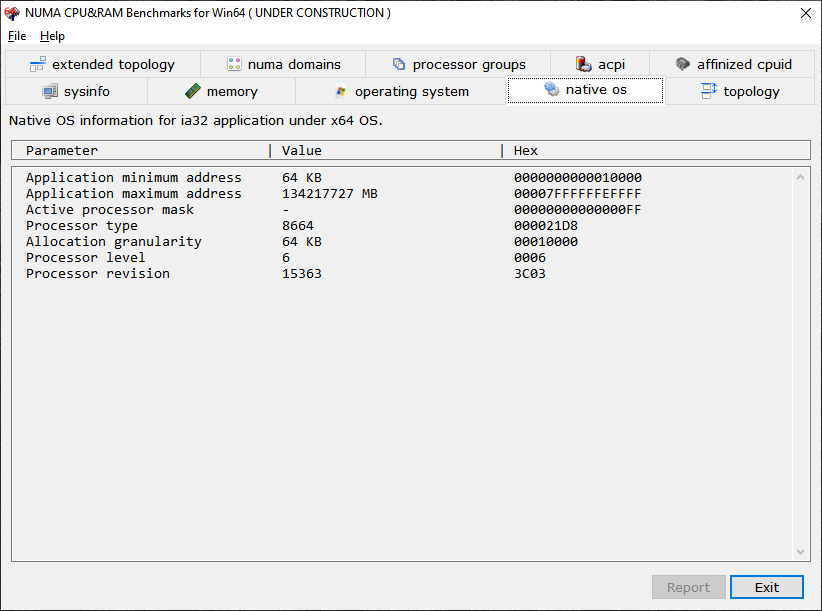 NUMA CPU&RAM Benchmarks for Win64 ( UNDER CONSTRUCTION )
File Help
extended topology numa domains processor groups acpi affinized cpuid
sysinfo memory operating system native os topology
Native OS information for ia32 application under x64 OS.
Parameter | Value | Hex
Application minimum address 64 KB 0000000000010000
Application maximum address 134217727 MB 00007FFFFFFEFFFF
Active processor mask - 00000000000000FF
Processor type 8664 000021D8
Allocation granularity 64 KB 00010000
Processor level 6 0006
Processor revision 15363 3C03
Report Exit